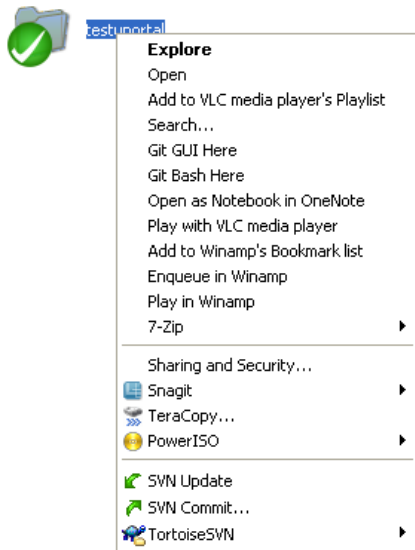 testuportal
Explore
Open
Add to VLC media player's Playlist
Search...
Git GUI Here
Git Bash Here
Open as Notebook in OneNote
Play with VLC media player
Add to Winamp's Bookmark list
Enqueue in Winamp
Play in Winamp
7-Zip
Sharing and Security...
Snagit
TeraCopy...
PowerISO
SVN Update
SVN Commit...
TortoiseSVN